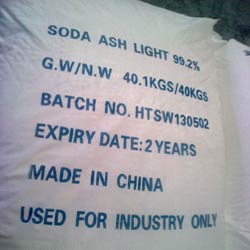 SODA ASH LIGHT 99.2%
G.W/N.W 40.1KGS/40KGS
BATCH NO. HTSW130502
EXPIRY DATE: 2 YEARS
MADE IN CHINA
USED FOR INDUSTRY ONLY